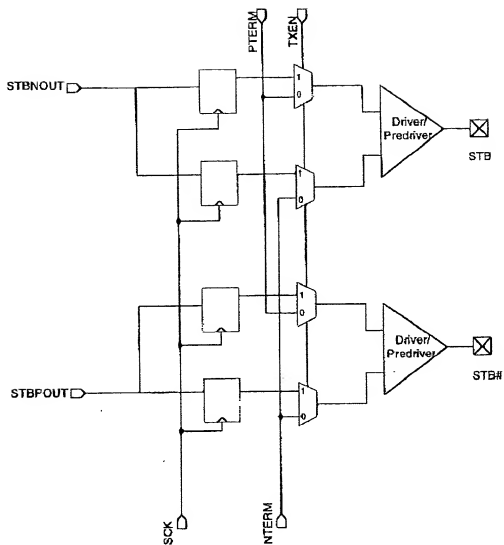 PTERM
TXEN
STBNOUT
1
0
Driver/
Predriver
STB
1
0
1
0
Driver/
Predriver
STB#
STBPOUT
1
0
SCK
NTERM